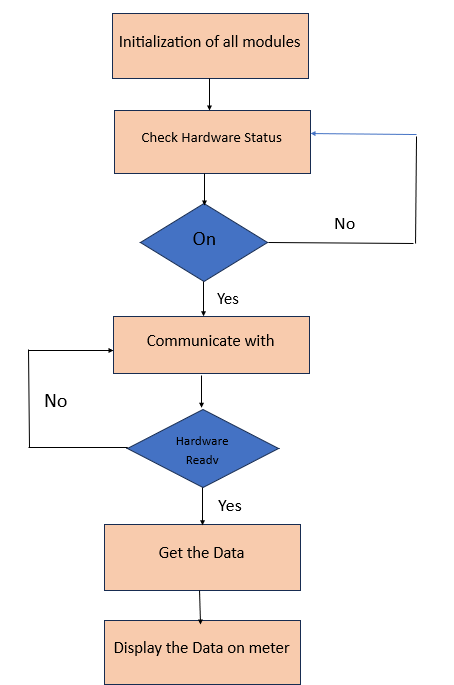 Initialization of all modules
Check Hardware Status
On
No
Yes
Communicate with
No
Hardware
Ready
Yes
Get the Data
Display the Data on meter